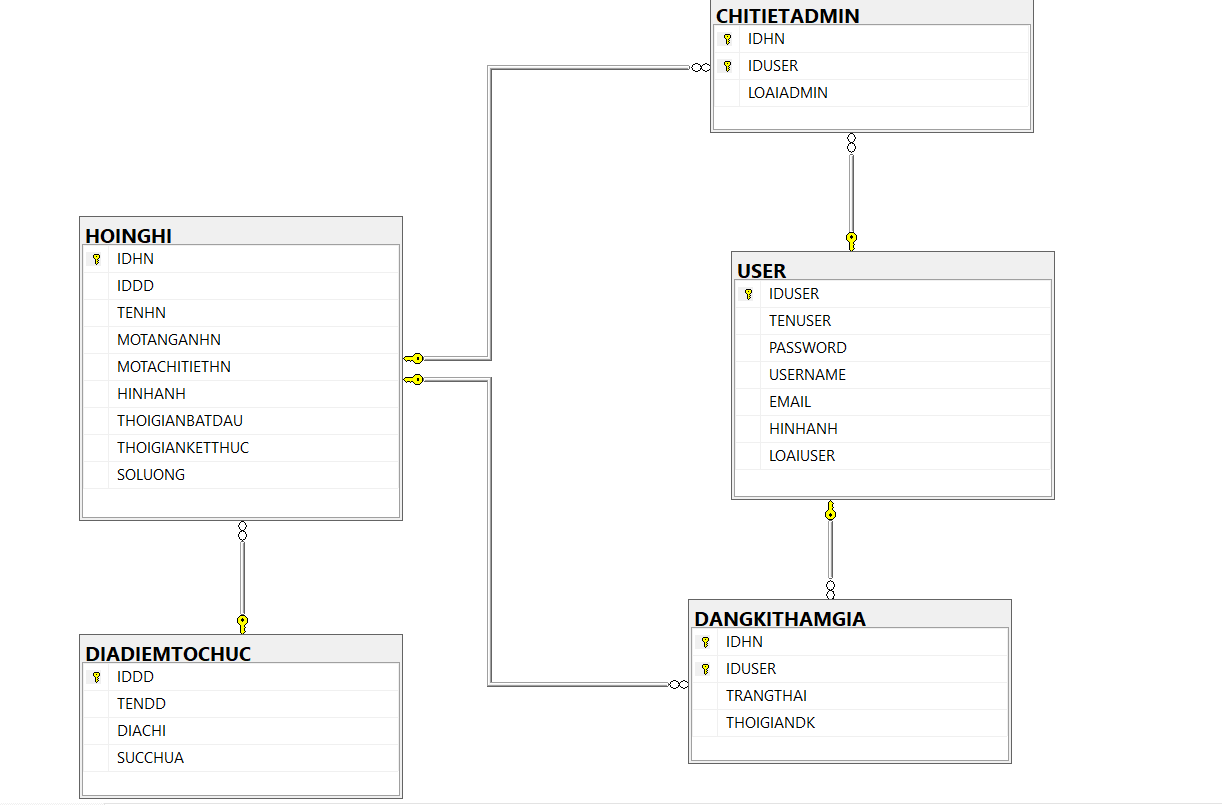 CHITIETADMIN
IDHN
IDUSER
LOAIADMIN
HOINGHI
IDHN
IDDD
TENHN
MOTANGANHN
MOTACHITIETHN
HINHANH
THOIGIANBATDAU
THOIGIANKETTHUC
SOLUONG
USER
IDUSER
TENUSER
PASSWORD
USERNAME
EMAIL
HINHANH
LOAIUSER
DIADIEMTOCHUC
IDDD
TENDD
DIACHI
SUCCHUA
DANGKITHAMGIA
IDHN
IDUSER
TRANGTHAI
THOIGIANDK